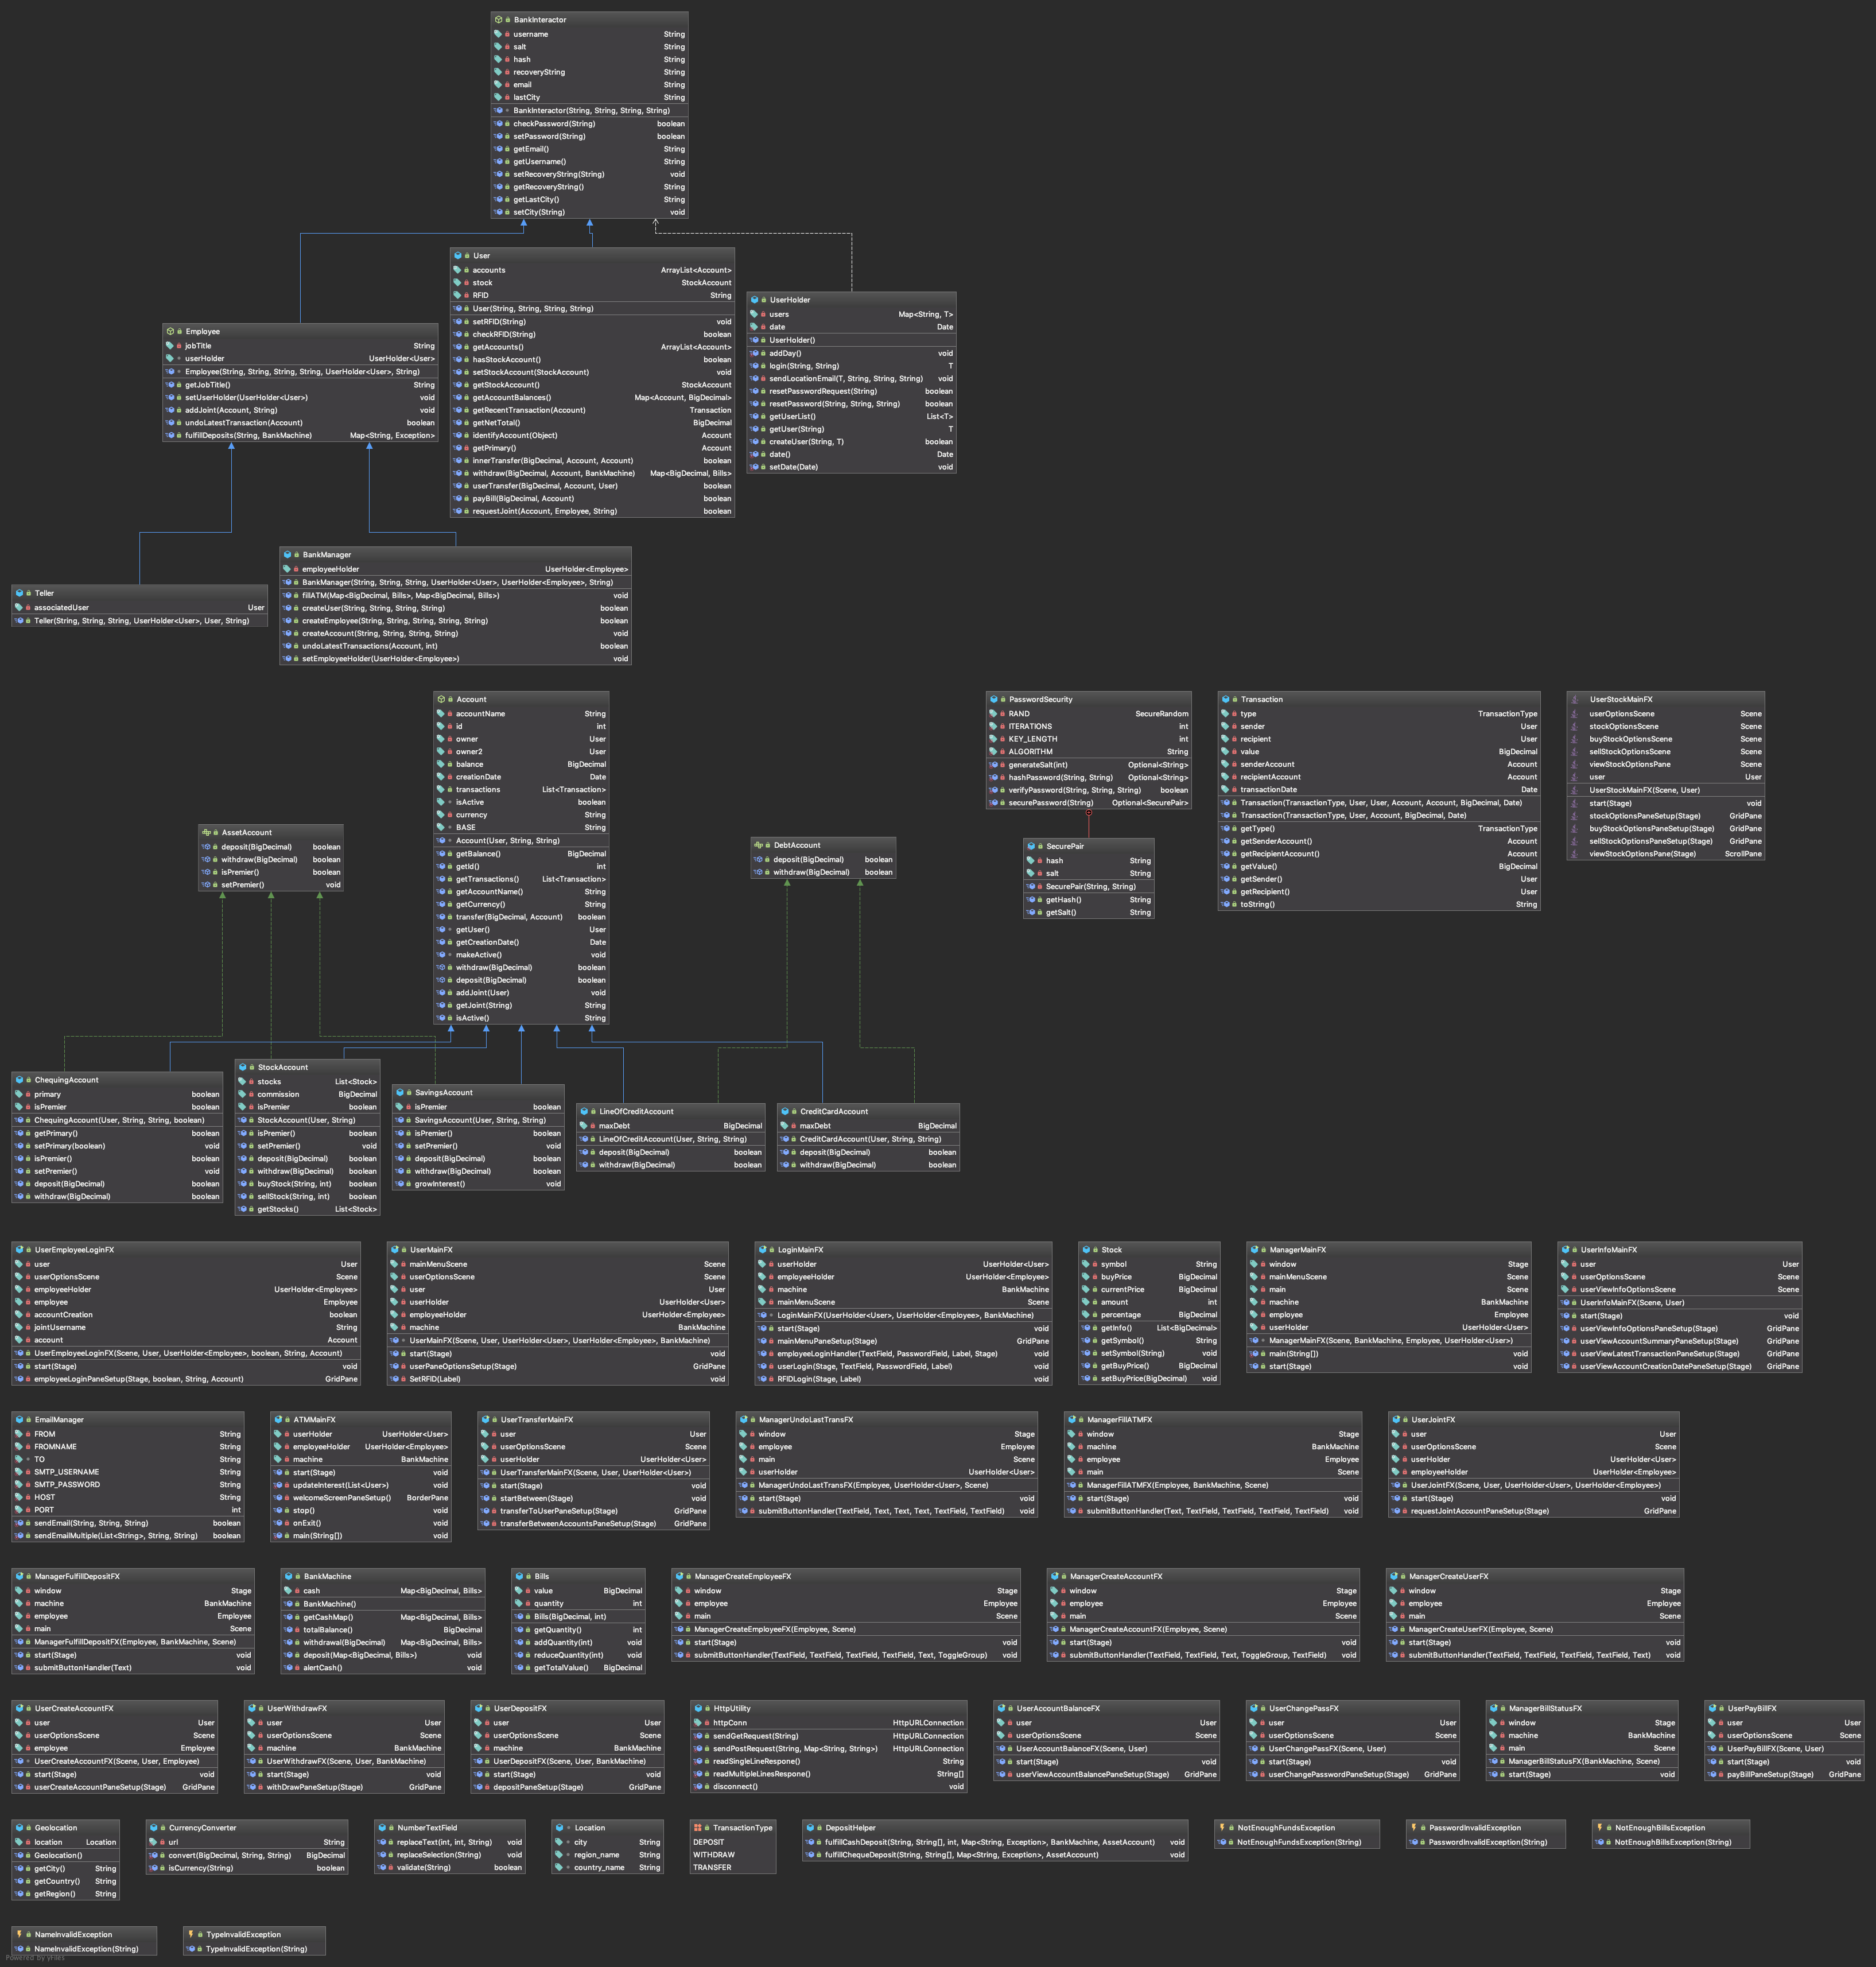 BankInteractor
username String
salt String
hash String
recoveryString String
email String
lastCity String
BankInteractor(String, String, String, String)
checkPassword(String) boolean
setPassword(String) boolean
getEmail() String
getUsername() String
setRecoveryString(String) void
getRecoveryString() String
getLastCity() String
setCity(String) void
User
accounts ArrayList<Account>
stock StockAccount
RFID String
User(String, String, String, String)
setRFID(String) void
checkRFID(String) boolean
getAccounts() ArrayList<Account>
hasStockAccount() boolean
setStockAccount(StockAccount) void
getStockAccount() StockAccount
getAccountBalances() Map<Account, BigDecimal>
getRecentTransaction(Account) Transaction
getNetTotal() BigDecimal
identifyAccount(Object) Account
getPrimary() Account
innerTransfer(BigDecimal, Account, Account) boolean
withdraw(BigDecimal, Account, BankMachine) Map<BigDecimal, Bills>
userTransfer(BigDecimal, Account, User) boolean
payBill(BigDecimal, Account) boolean
requestJoint(Account, Employee, String) boolean
UserHolder
users Map<String, T>
date Date
UserHolder()
addDay() void
login(String, String) T
sendLocationEmail(T, String, String, String) void
resetPasswordRequest(String) boolean
resetPassword(String, String, String) boolean
getUserList() List<T>
getUser(String) T
createUser(String, T) boolean
date() Date
setDate(Date) void
Employee
jobTitle String
userHolder UserHolder<User>
Employee(String, String, String, String, UserHolder<User>, String)
getJobTitle() String
setUserHolder(UserHolder<User>) void
addJoint(Account, String) void
undoLatestTransaction(Account) boolean
fulfillDeposits(String, BankMachine) Map<String, Exception>
BankManager
employeeHolder UserHolder<Employee>
BankManager(String, String, String, UserHolder<User>, UserHolder<Employee>, String)
fillATM(Map<BigDecimal, Bills>, Map<BigDecimal, Bills>) void
createUser(String, String, String, String) boolean
createEmployee(String, String, String, String, String, String) boolean
createAccount(String, String, String, String, String) void
undoLatestTransactions(Account, int) boolean
setEmployeeHolder(UserHolder<Employee>) void
Teller
associatedUser User
Teller(String, String, String, UserHolder<User>, User, String)
Account
accountName String
id int
owner User
owner2 User
balance BigDecimal
creationDate Date
transactions List<Transaction>
isActive boolean
currency String
BASE String
Account(User, String, String)
getBalance() BigDecimal
getId() int
getTransactions() List<Transaction>
getAccountName() String
getCurrency() String
transfer(BigDecimal, Account) boolean
getUser() User
getCreationDate() Date
makeActive() void
withdraw(BigDecimal) boolean
deposit(BigDecimal) boolean
addJoint(User) void
getJoint(String) String
isActive() String
PasswordSecurity
RAND SecureRandom
ITERATIONS int
KEY_LENGTH int
ALGORITHM String
generateSalt(int) Optional<String>
hashPassword(String, String) Optional<String>
verifyPassword(String, String, String) boolean
securePassword(String) Optional<SecurePair>
SecurePair
hash String
salt String
SecurePair(String, String)
getHash() String
getSalt() String
Transaction
type TransactionType
sender User
recipient User
value BigDecimal
senderAccount Account
recipientAccount Account
transactionDate Date
Transaction(TransactionType, User, User, Account, Account, BigDecimal, Date)
Transaction(TransactionType, User, Account, BigDecimal, Date)
getType() TransactionType
getSenderAccount() Account
getRecipientAccount() Account
getValue() BigDecimal
getSender() User
getRecipient() User
toString() String
UserStockMainFX
userOptionsScene Scene
stockOptionsScene Scene
buyStockOptionsScene Scene
sellStockOptionsScene Scene
viewStockOptionsPane Scene
user User
UserStockMainFX(Scene, User)
start(Stage) void
stockOptionsPaneSetup(Stage) GridPane
buyStockOptionsPaneSetup(Stage) GridPane
sellStockOptionsPaneSetup(Stage) GridPane
viewStockOptionsPane(Stage) ScrollPane
AssetAccount
deposit(BigDecimal) boolean
withdraw(BigDecimal) boolean
isPremier() boolean
setPremier() void
DebtAccount
deposit(BigDecimal) boolean
withdraw(BigDecimal) boolean
ChequingAccount
primary boolean
isPremier boolean
ChequingAccount(User, String, String, boolean)
getPrimary() boolean
setPrimary(boolean) void
isPremier() boolean
setPremier() void
deposit(BigDecimal) boolean
withdraw(BigDecimal) boolean
StockAccount
stocks List<Stock>
commission BigDecimal
isPremier boolean
StockAccount(User, String)
isPremier() boolean
setPremier() void
deposit(BigDecimal) boolean
withdraw(BigDecimal) boolean
buyStock(String, int) boolean
sellStock(String, int) boolean
getStocks() List<Stock>
SavingsAccount
isPremier boolean
SavingsAccount(User, String, String)
isPremier() boolean
setPremier() void
deposit(BigDecimal) boolean
withdraw(BigDecimal) boolean
growInterest() void
LineOfCreditAccount
maxDebt BigDecimal
LineOfCreditAccount(User, String, String)
deposit(BigDecimal) boolean
withdraw(BigDecimal) boolean
CreditCardAccount
maxDebt BigDecimal
CreditCardAccount(User, String, String)
deposit(BigDecimal) boolean
withdraw(BigDecimal) boolean
UserEmployeeLoginFX
user User
userOptionsScene Scene
employeeHolder UserHolder<Employee>
employee Employee
accountCreation boolean
jointUsername String
account Account
UserEmployeeLoginFX(Scene, User, UserHolder<Employee>, boolean, String, Account)
start(Stage) void
employeeLoginPaneSetup(Stage, boolean, String, Account) GridPane
UserMainFX
mainMenuScene Scene
userOptionsScene Scene
user User
userHolder UserHolder<User>
employeeHolder UserHolder<Employee>
machine BankMachine
UserMainFX(Scene, User, UserHolder<User>, UserHolder<Employee>, BankMachine)
start(Stage) void
userPaneOptionsSetup(Stage) GridPane
SetRFID(Label) void
LoginMainFX
userHolder UserHolder<User>
employeeHolder UserHolder<Employee>
machine BankMachine
mainMenuScene Scene
LoginMainFX(UserHolder<User>, UserHolder<Employee>, BankMachine)
start(Stage) void
mainMenuPaneSetup(Stage) GridPane
employeeLoginHandler(TextField, PasswordField, Label, Stage) void
userLogin(Stage, TextField, PasswordField, Label) void
RFIDLogin(Stage, Label) void
Stock
symbol String
buyPrice BigDecimal
currentPrice BigDecimal
amount int
percentage BigDecimal
getInfo() List<BigDecimal>
getSymbol() String
setSymbol(String) void
getBuyPrice() BigDecimal
setBuyPrice(BigDecimal) void
ManagerMainFX
window Stage
mainMenuScene Scene
main Scene
machine BankMachine
employee Employee
userHolder UserHolder<User>
ManagerMainFX(Scene, BankMachine, Employee, UserHolder<User>)
main(String[]) void
start(Stage) void
UserInfoMainFX
user User
userOptionsScene Scene
userViewInfoOptionsScene Scene
UserInfoMainFX(Scene, User)
start(Stage) void
userViewInfoOptionsPaneSetup(Stage) GridPane
userViewAccountSummaryPaneSetup(Stage) GridPane
userViewLatestTransactionPaneSetup(Stage) GridPane
userViewAccountCreationDatePaneSetup(Stage) GridPane
EmailManager
FROM String
FROMNAME String
TO String
SMTP_USERNAME String
SMTP_PASSWORD String
HOST String
PORT int
sendEmail(String, String, String) boolean
sendEmailMultiple(List<String>, String, String) boolean
ATMMainFX
userHolder UserHolder<User>
employeeHolder UserHolder<Employee>
machine BankMachine
start(Stage) void
updateInterest(List<User>) void
welcomeScreenPaneSetup() BorderPane
stop() void
onExit() void
main(String[]) void
UserTransferMainFX
user User
userOptionsScene Scene
userHolder UserHolder<User>
UserTransferMainFX(Scene, User, UserHolder<User>)
start(Stage) void
startBetween(Stage) void
transferToUserPaneSetup(Stage) GridPane
transferBetweenAccountsPaneSetup(Stage) GridPane
ManagerUndoLastTransFX
window Stage
employee Employee
main Scene
userHolder UserHolder<User>
ManagerUndoLastTransFX(Employee, UserHolder<User>, Scene)
start(Stage) void
submitButtonHandler(TextField, Text, Text, Text, TextField, TextField) void
ManagerFillATMFX
window Stage
machine BankMachine
employee Employee
main Scene
ManagerFillATMFX(Employee, BankMachine, Scene)
start(Stage) void
submitButtonHandler(Text, TextField, TextField, TextField, TextField) void
UserJointFX
user User
userOptionsScene Scene
userHolder UserHolder<User>
employeeHolder UserHolder<Employee>
UserJointFX(Scene, User, UserHolder<User>, UserHolder<Employee>)
start(Stage) void
requestJointAccountPaneSetup(Stage) GridPane
ManagerFulfillDepositFX
window Stage
machine BankMachine
employee Employee
main Scene
ManagerFulfillDepositFX(Employee, BankMachine, Scene)
start(Stage) void
submitButtonHandler(Text) void
BankMachine
cash Map<BigDecimal, Bills>
BankMachine()
getCashMap() Map<BigDecimal, Bills>
totalBalance() BigDecimal
withdrawal(BigDecimal) Map<BigDecimal, Bills>
deposit(Map<BigDecimal, Bills>) void
alertCash() void
Bills
value BigDecimal
quantity int
Bills(BigDecimal, int)
getQuantity() int
addQuantity(int) void
reduceQuantity(int) void
getTotalValue() BigDecimal
ManagerCreateEmployeeFX
window Stage
employee Employee
main Scene
ManagerCreateEmployeeFX(Employee, Scene)
start(Stage) void
submitButtonHandler(TextField, TextField, TextField, TextField, Text, ToggleGroup) void
ManagerCreateAccountFX
window Stage
employee Employee
main Scene
ManagerCreateAccountFX(Employee, Scene)
start(Stage) void
submitButtonHandler(TextField, TextField, Text, ToggleGroup, TextField) void
ManagerCreateUserFX
window Stage
employee Employee
main Scene
ManagerCreateUserFX(Employee, Scene)
start(Stage) void
submitButtonHandler(TextField, TextField, TextField, TextField, Text) void
UserCreateAccountFX
user User
userOptionsScene Scene
employee Employee
UserCreateAccountFX(Scene, User, Employee)
start(Stage) void
userCreateAccountPaneSetup(Stage) GridPane
UserWithdrawFX
user User
userOptionsScene Scene
machine BankMachine
UserWithdrawFX(Scene, User, BankMachine)
start(Stage) void
withDrawPaneSetup(Stage) GridPane
UserDepositFX
user User
userOptionsScene Scene
machine BankMachine
UserDepositFX(Scene, User, BankMachine)
start(Stage) void
depositPaneSetup(Stage) GridPane
HttpUtility
httpConn HttpURLConnection
sendGetRequest(String) HttpURLConnection
sendPostRequest(String, Map<String, String>) HttpURLConnection
readSingleLineRespone() String
readMultipleLinesRespone() String[]
disconnect() void
UserAccountBalanceFX
user User
userOptionsScene Scene
UserAccountBalanceFX(Scene, User)
start(Stage) void
userViewAccountBalancePaneSetup(Stage) GridPane
UserChangePassFX
user User
userOptionsScene Scene
UserChangePassFX(Scene, User)
start(Stage) void
userChangePasswordPaneSetup(Stage) GridPane
ManagerBillStatusFX
window Stage
machine BankMachine
main Scene
ManagerBillStatusFX(BankMachine, Scene)
start(Stage) void
UserPayBillFX
user User
userOptionsScene Scene
UserPayBillFX(Scene, User)
start(Stage) void
payBillPaneSetup(Stage) GridPane
Geolocation
location Location
Geolocation()
getCity() String
getCountry() String
getRegion() String
CurrencyConverter
url String
convert(BigDecimal, String, String) BigDecimal
isCurrency(String) boolean
NumberTextField
replaceText(int, int, String) void
replaceSelection(String) void
validate(String) boolean
Location
city String
region_name String
country_name String
TransactionType
DEPOSIT
WITHDRAW
TRANSFER
DepositHelper
fulfillCashDeposit(String, String[], int, Map<String, Exception>, BankMachine, AssetAccount) void
fulfillChequeDeposit(String, String[], Map<String, Exception>, AssetAccount) void
NotEnoughFundsException
NotEnoughFundsException(String)
PasswordInvalidException
PasswordInvalidException(String)
NotEnoughBillsException
NotEnoughBillsException(String)
NameInvalidException
NameInvalidException(String)
TypeInvalidException
TypeInvalidException(String)
Powered by yFiles